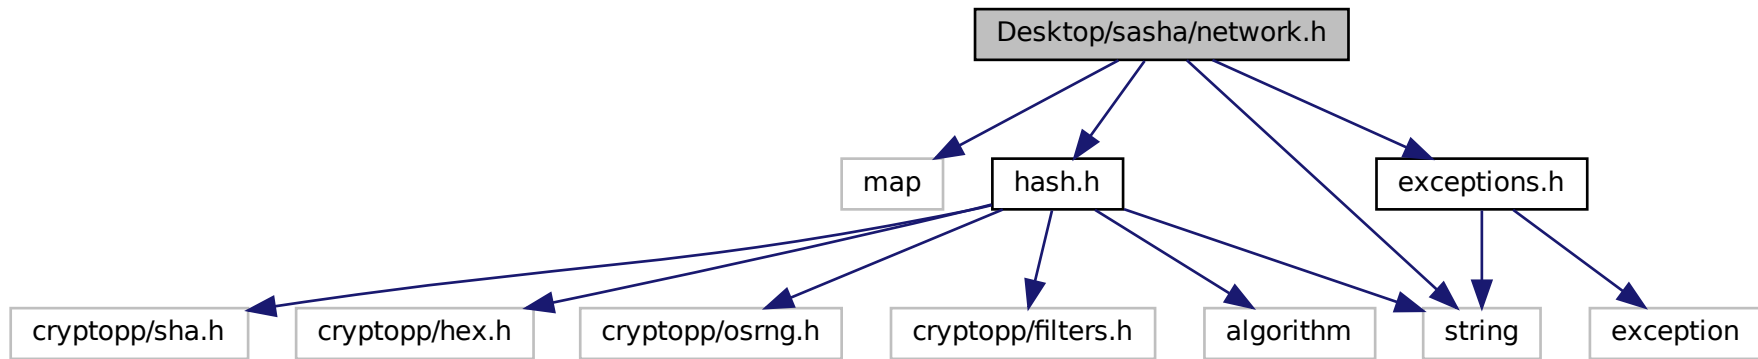 Desktop/sasha/network.h
map
hash.h
exceptions.h
cryptopp/sha.h
cryptopp/hex.h
cryptopp/osrng.h
cryptopp/filters.h
algorithm
string
exception